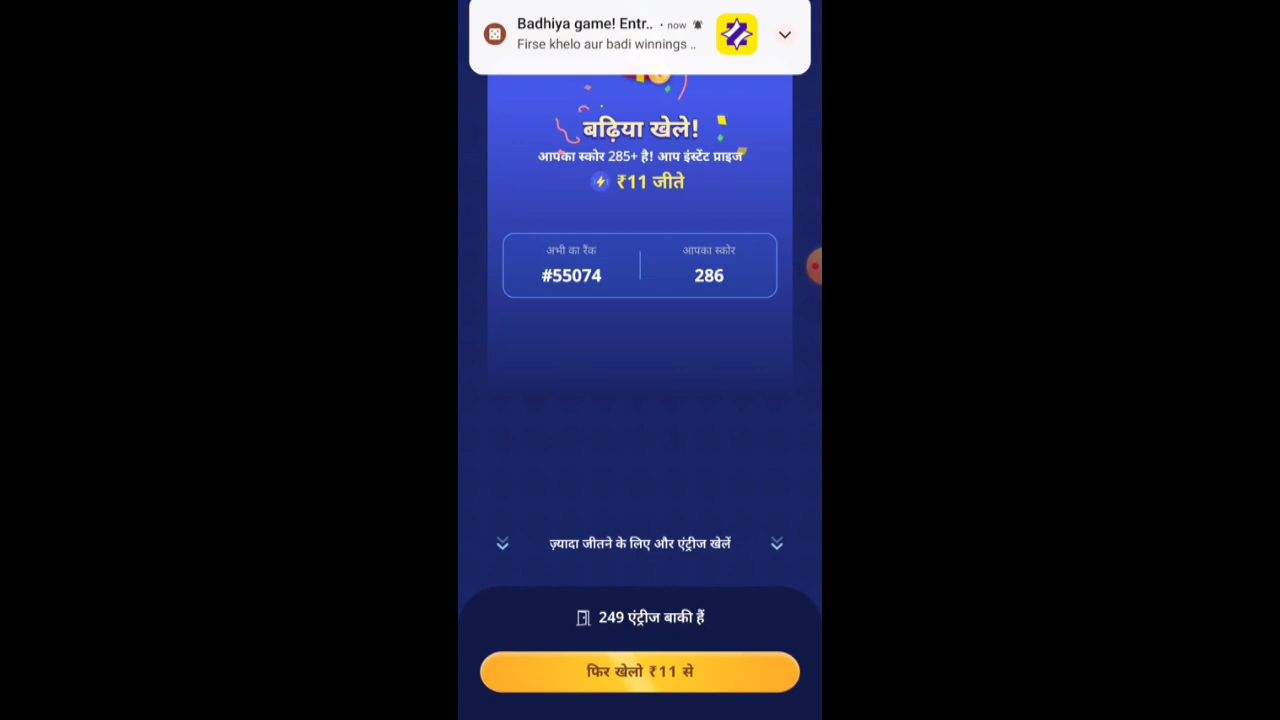 Badhiya game! Entr.. · now
Firse khelo aur badi winnings ..
बढ़िया खेले!
आपका स्कोर 285+ है! आप इंस्टेंट प्राइज
₹11 जीते
अभी का रैंक
#55074
आपका स्कोर
286
ज़्यादा जीतने के लिए और एंट्रीज खेलें
249 एंट्रीज बाकी हैं
फिर खेलो ₹11 से